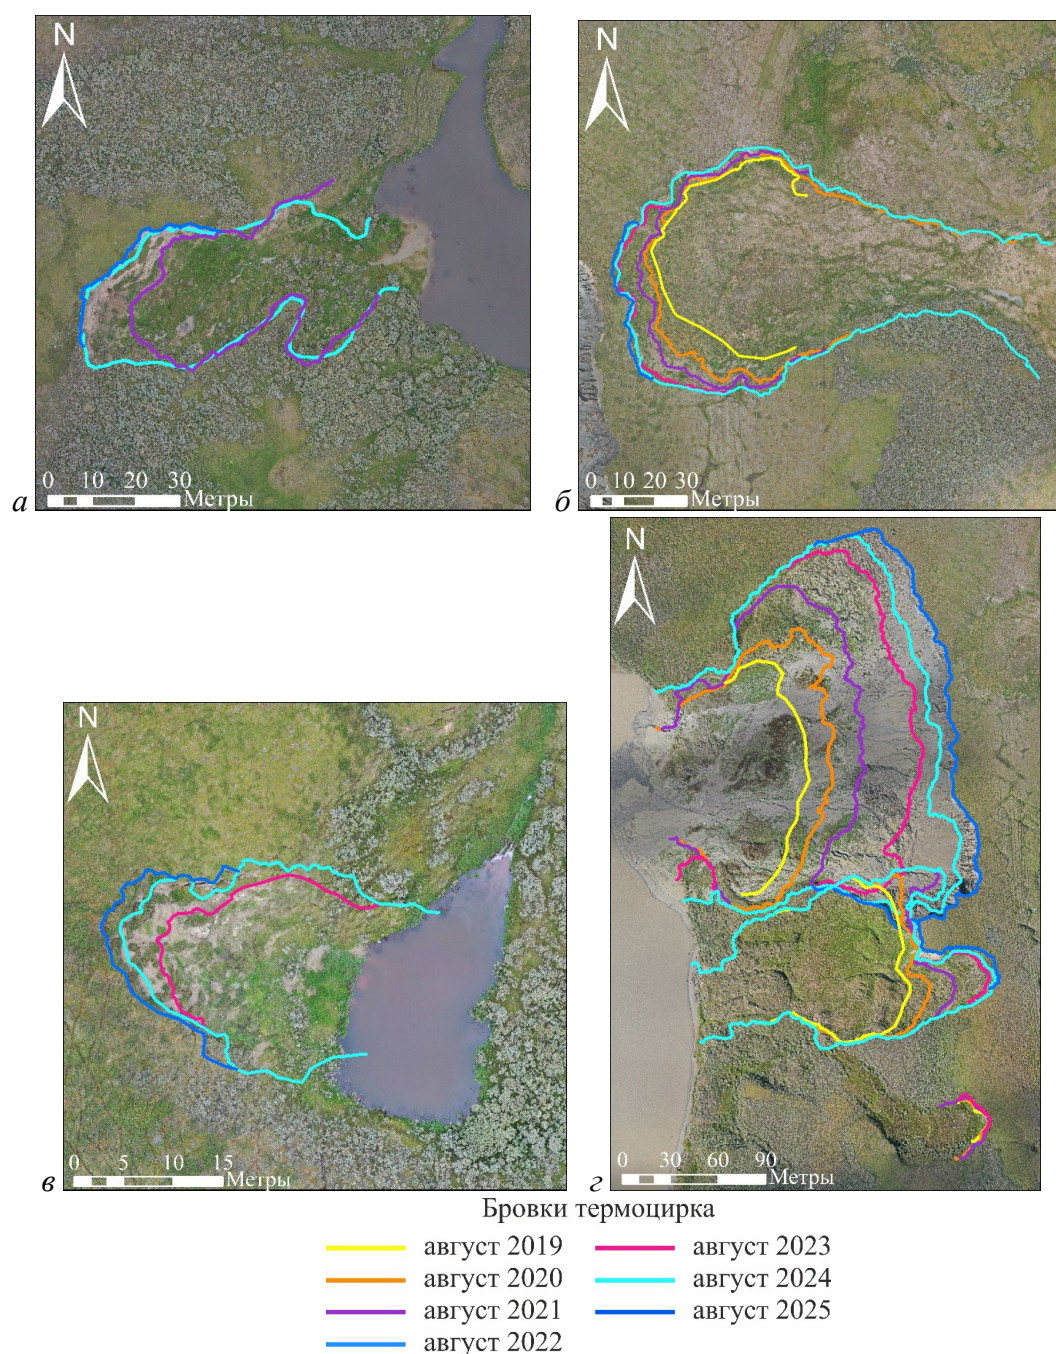 N
0 10 20 30
Метры
а
N
0 10 20 30
Метры
б
N
0 5 10 15
Метры
в
N
0 30 60 90
Метры
г
Бровки термоцирка
август 2019
август 2020
август 2021
август 2022
август 2023
август 2024
август 2025